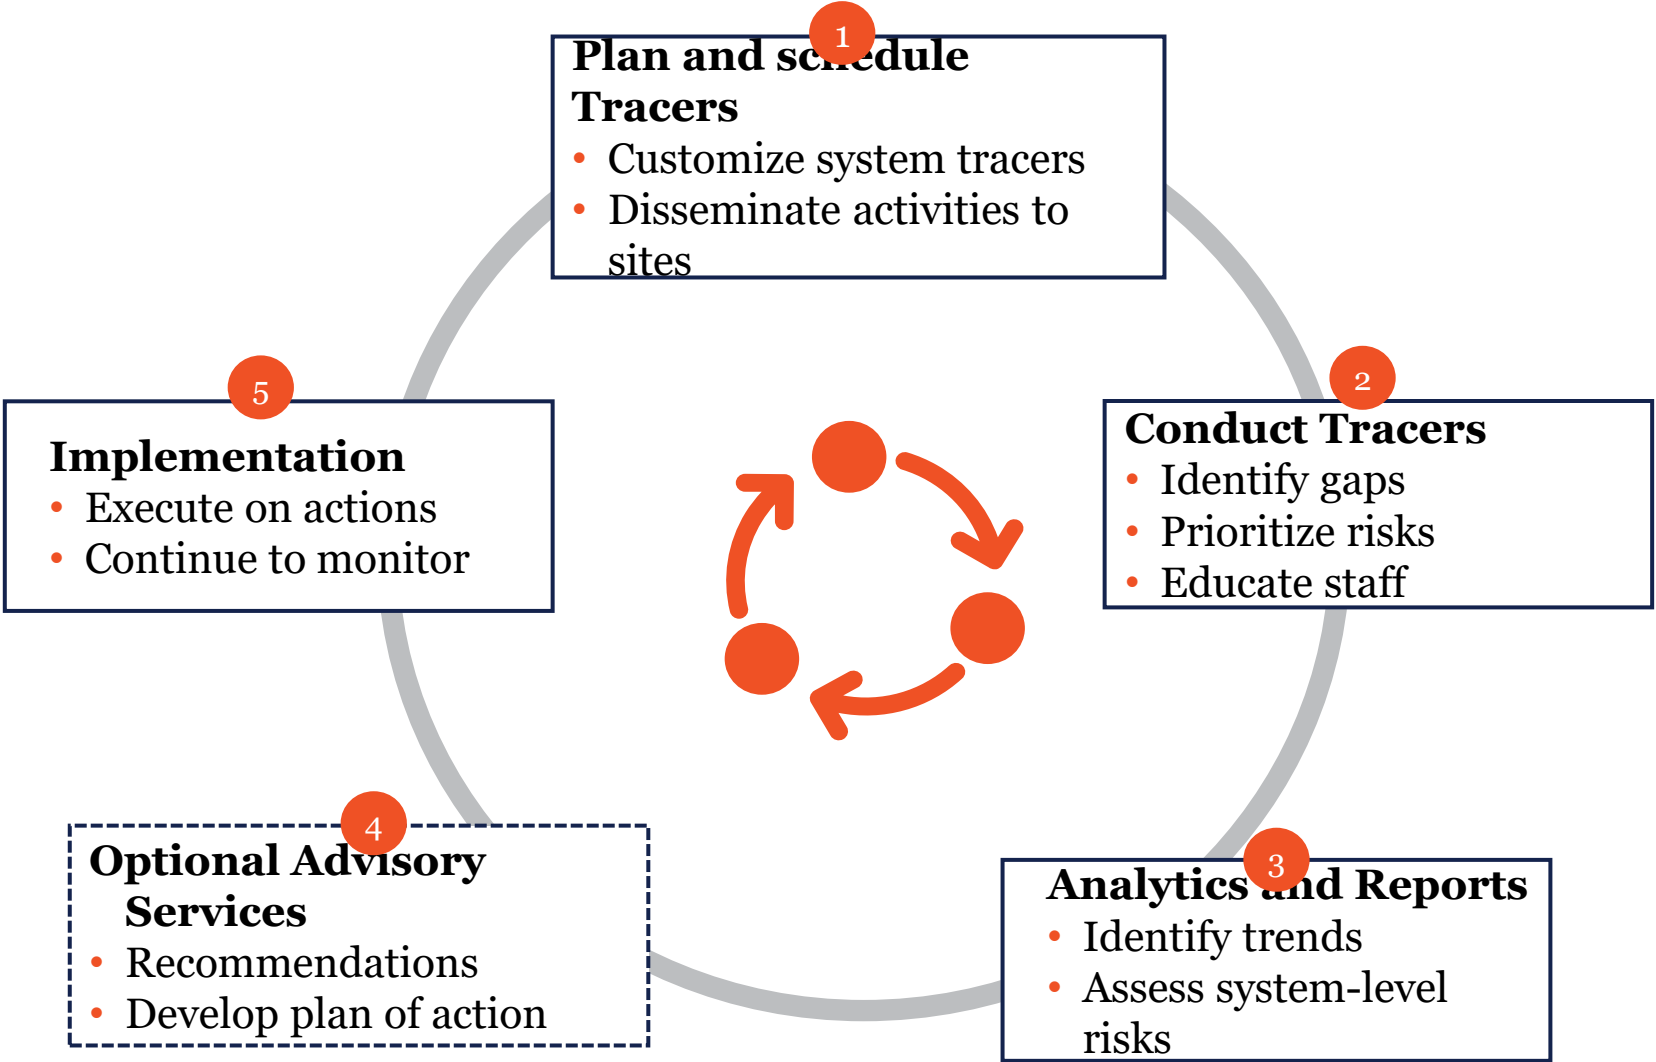 1
Plan and schedule
Tracers
• Customize system tracers
• Disseminate activities to
sites
2
Conduct Tracers
• Identify gaps
• Prioritize risks
• Educate staff
3
Analytics and Reports
• Identify trends
• Assess system-level
risks
4
Optional Advisory
Services
• Recommendations
• Develop plan of action
5
Implementation
• Execute on actions
• Continue to monitor